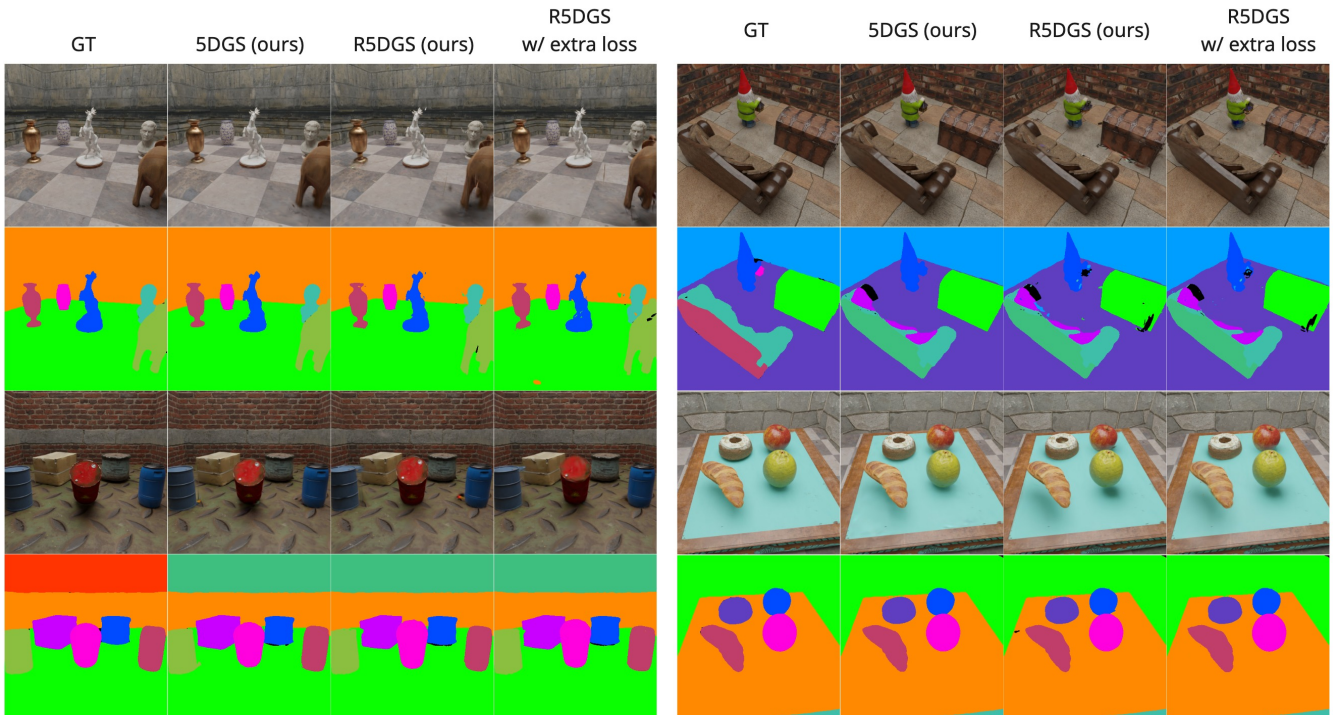 GT
5DGS (ours)
R5DGS (ours)
R5DGS
w/ extra loss
GT
5DGS (ours)
R5DGS (ours)
R5DGS
w/ extra loss